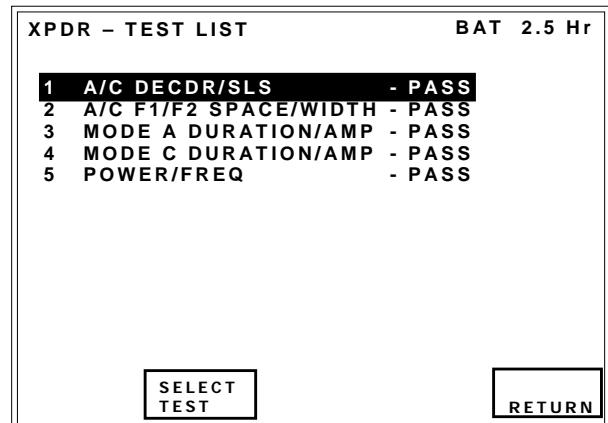 XPDR – TEST LIST BAT 2.5 Hr
1 A/C DECDR/SLS - PASS
2 A/C F1/F2 SPACE/WIDTH - PASS
3 MODE A DURATION/AMP - PASS
4 MODE C DURATION/AMP - PASS
5 POWER/FREQ - PASS
SELECT
TEST
RETURN